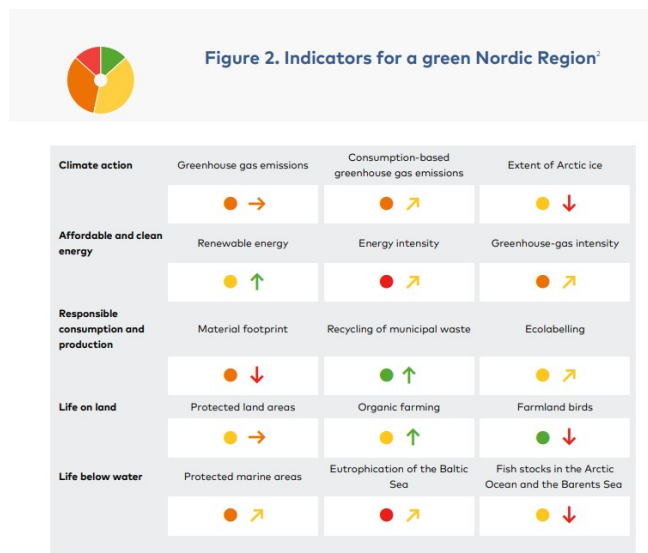 Figure 2. Indicators for a green Nordic Region²
Climate action
Greenhouse gas emissions
Consumption-based
greenhouse gas emissions
Extent of Arctic ice
Affordable and clean
energy
Renewable energy
Energy intensity
Greenhouse-gas intensity
Responsible
consumption and
production
Material footprint
Recycling of municipal waste
Ecolabelling
Life on land
Protected land areas
Organic farming
Farmland birds
Life below water
Protected marine areas
Eutrophication of the Baltic
Sea
Fish stocks in the Arctic
Ocean and the Barents Sea